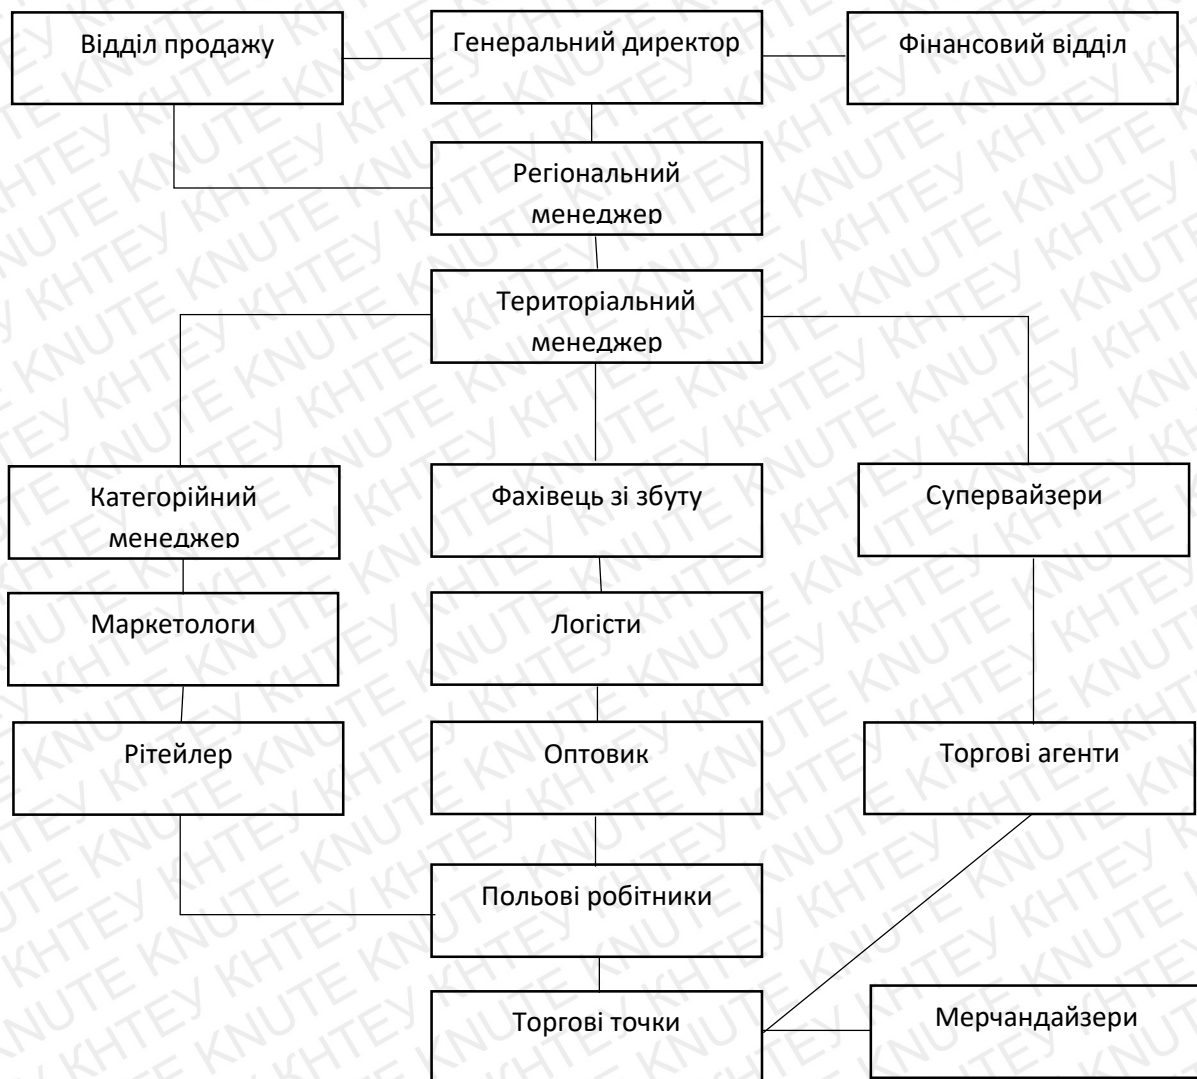 Відділ продажу
Генеральний директор
Фінансовий відділ
Регіональний
менеджер
Територіальний
менеджер
Категорійний
менеджер
Фахівець зі збуту
Супервайзери
Маркетологи
Логісти
Рітейлер
Оптовик
Торгові агенти
Польові робітники
Торгові точки
Мерчандайзери